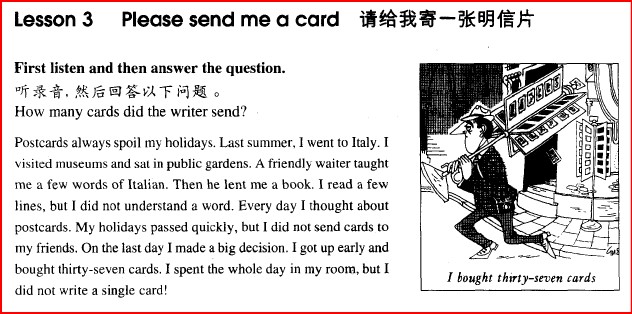 Lesson 3 Please send me a card 请给我寄一张明信片
First listen and then answer the question.
听录音，然后回答以下问题。
How many cards did the writer send?
Postcards always spoil my holidays. Last summer, I went to Italy. I
visited museums and sat in public gardens. A friendly waiter taught
me a few words of Italian. Then he lent me a book. I read a few
lines, but I did not understand a word. Every day I thought about
postcards. My holidays passed quickly, but I did not send cards to
my friends. On the last day I made a big decision. I got up early and
bought thirty-seven cards. I spent the whole day in my room, but I
did not write a single card!
I bought thirty-seven cards